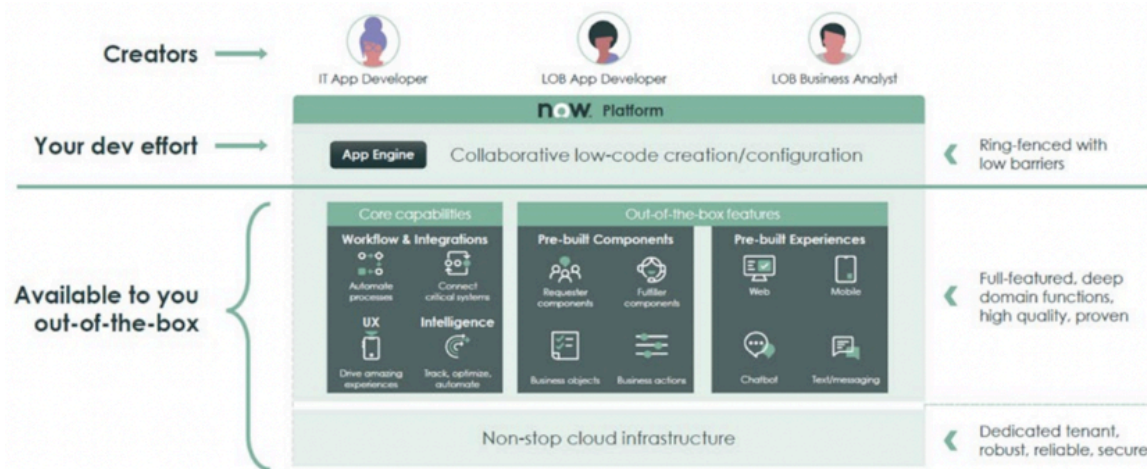 Creators
IT App Developer
LOB App Developer
LOB Business Analyst
now. Platform
Your dev effort
App Engine
Collaborative low-code creation/configuration
Ring-fenced with
low barriers
Available to you
out-of-the-box
Core capabilities
Workflow & Integrations
Automate
processes
Connect
critical systems
UX
Intelligence
Drive amazing
experiences
Track, optimize,
automate
Out-of-the-box features
Pre-built Components
Requester
components
Fulfiller
components
Business objects
Business actions
Pre-built Experiences
Web
Mobile
Chatbot
Text/messaging
Full-featured, deep
domain functions,
high quality, proven
Non-stop cloud infrastructure
Dedicated tenant,
robust, reliable, secure